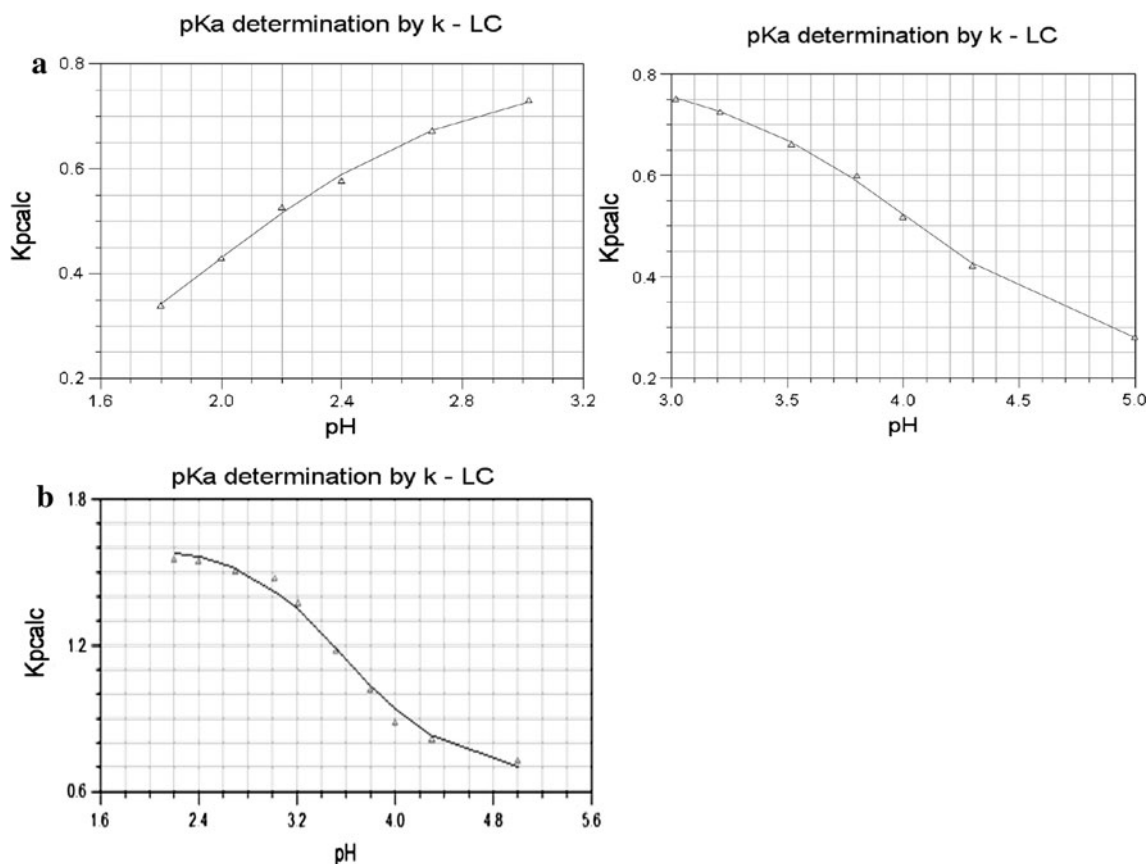 pKa determination by k - LC
a
0.8
0.6
0.4
0.2
Kpcalc
1.6 2.0 2.4 2.8 3.2
pH
pKa determination by k - LC
0.8
0.6
0.4
0.2
Kpcalc
3.0 3.5 4.0 4.5 5.0
pH
pKa determination by k - LC
b
1.8
1.2
0.6
Kpcalc
1.6 2.4 3.2 4.0 4.8 5.6
pH